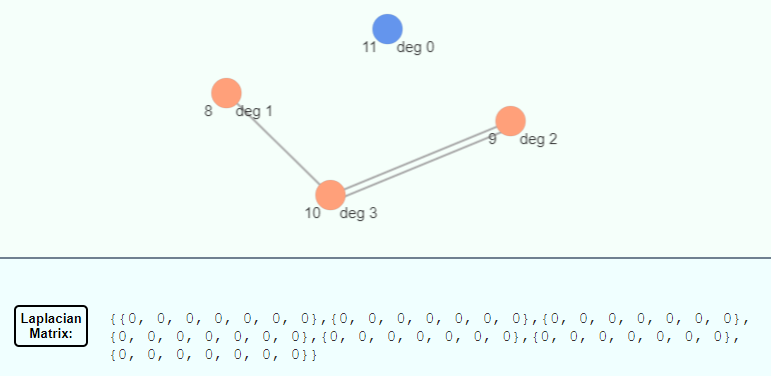 11 deg 0
8 deg 1
9 deg 2
10 deg 3
Laplacian
Matrix:
{{0, 0, 0, 0, 0, 0, 0},{0, 0, 0, 0, 0, 0, 0},{0, 0, 0, 0, 0, 0, 0},
{0, 0, 0, 0, 0, 0, 0},{0, 0, 0, 0, 0, 0, 0},{0, 0, 0, 0, 0, 0, 0},
{0, 0, 0, 0, 0, 0, 0}}